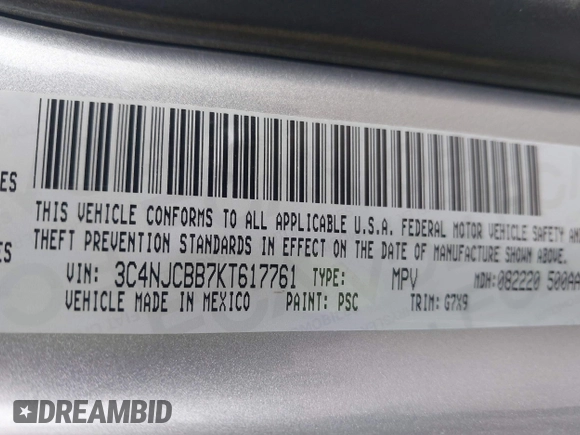 ES
THIS VEHICLE CONFORMS TO ALL APPLICABLE U.S.A. FEDERAL MOTOR VEHICLE SAFETY AN
THEFT PREVENTION STANDARDS IN EFFECT ON THE DATE OF MANUFACTURE SHOWN ABOVE.
ES
VIN: 3C4NJCBB7KT617761 TYPE: MPV MDH:082220 500AA
VEHICLE MADE IN MEXICO PAINT: PSC TRIM: G7X9
DREAMBID